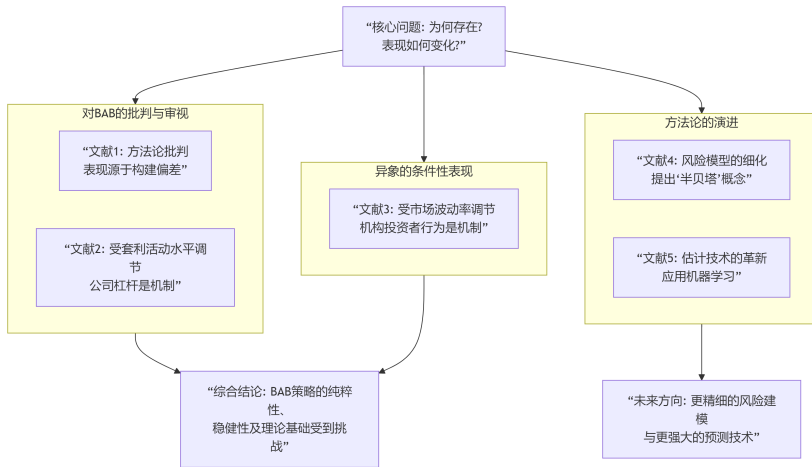 “核心问题: 为何存在?
表现如何变化?”
对BAB的批判与审视
“文献1: 方法论批判
表现源于构建偏差”
“文献2: 受套利活动水平调
节
公司杠杆是机制”
异象的条件性表现
“文献3: 受市场波动率调节
机构投资者行为是机制”
方法论的演进
“文献4: 风险模型的细化
提出‘半贝塔’概念”
“文献5: 估计技术的革新
应用机器学习”
“综合结论: BAB策略的纯粹
性、
稳健性及理论基础受到挑
战”
“未来方向: 更精细的风险建
模
与更强大的预测技术”